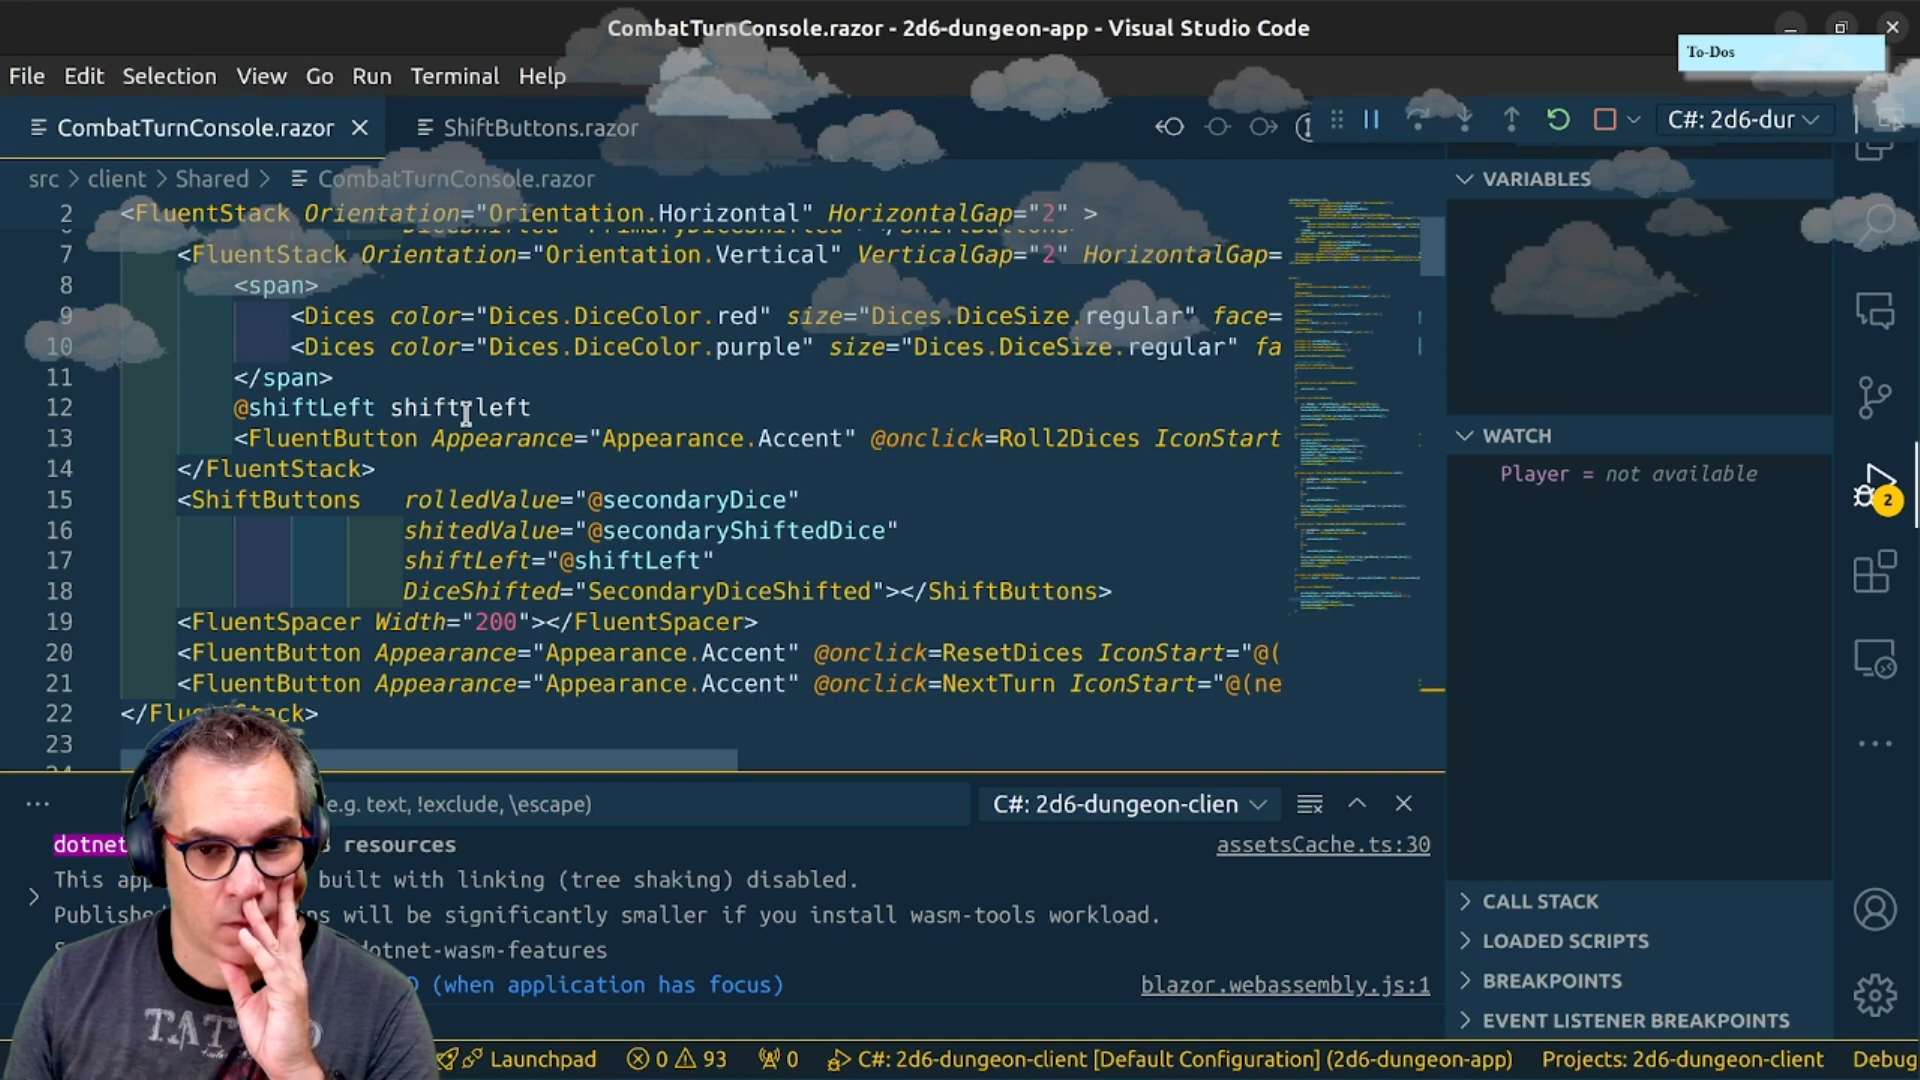 CombatTurnConsole.razor - 2d6-dungeon-app - Visual Studio Code
To-Dos
File Edit Selection View Go Run Terminal Help
CombatTurnConsole.razor
ShiftButtons.razor
C#: 2d6-dur
src > client > Shared > CombatTurnConsole.razor
2 <FluentStack Orientation="Orientation.Horizontal" HorizontalGap="2" >
7 <FluentStack Orientation="Orientation.Vertical" VerticalGap="2" HorizontalGap=
8 <span>
9 <Dices color="Dices.DiceColor.red" size="Dices.DiceSize.regular" face=
10 <Dices color="Dices.DiceColor.purple" size="Dices.DiceSize.regular" fa
11 </span>
12 @shiftLeft shift left
13 <FluentButton Appearance="Appearance.Accent" @onclick=Roll2Dices IconStart
14 </FluentStack>
15 <ShiftButtons rolledValue="@secondaryDice"
16 shitedValue="@secondaryShiftedDice"
17 shiftLeft="@shiftLeft"
18 DiceShifted="SecondaryDiceShifted"></ShiftButtons>
19 <FluentSpacer Width="200"></FluentSpacer>
20 <FluentButton Appearance="Appearance.Accent" @onclick=ResetDices IconStart="@(
21 <FluentButton Appearance="Appearance.Accent" @onclick=NextTurn IconStart="@(ne
22 </FluentStack>
23
VARIABLES
WATCH
Player = not available
2
CALL STACK
LOADED SCRIPTS
BREAKPOINTS
EVENT LISTENER BREAKPOINTS
(e.g. text, !exclude, \escape)
C#: 2d6-dungeon-clien
dotnet resources
assetsCache.ts:30
This app built with linking (tree shaking) disabled.
Publishe ps will be significantly smaller if you install wasm-tools workload.
dotnet-wasm-features
(when application has focus)
blazor.webassembly.js:1
Launchpad 0 93 0 C#: 2d6-dungeon-client [Default Configuration] (2d6-dungeon-app) Projects: 2d6-dungeon-client Debug